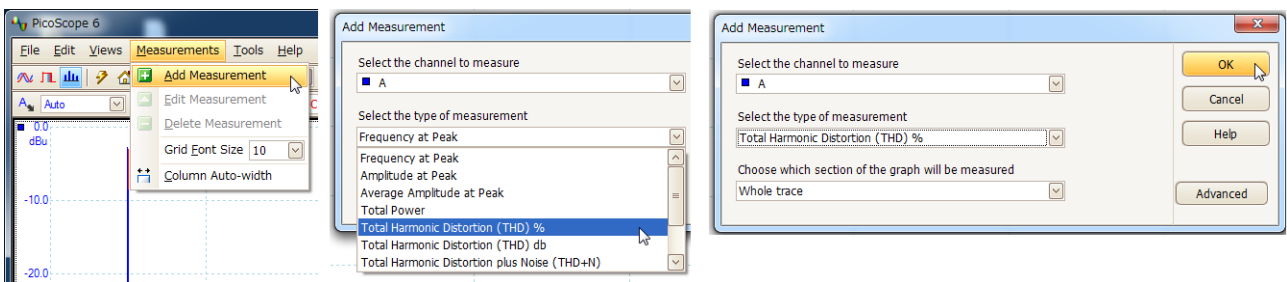 PicoScope 6
File Edit Views Measurements Tools Help
Add Measurement
A Auto
Edit Measurement
C
Delete Measurement
0.0
dBu
Grid Font Size 10
Column Auto-width
-10.0
-20.0
Add Measurement
Select the channel to measure
A
Select the type of measurement
Frequency at Peak
Frequency at Peak
Amplitude at Peak
Average Amplitude at Peak
Total Power
Total Harmonic Distortion (THD) %
Total Harmonic Distortion (THD) db
Total Harmonic Distortion plus Noise (THD+N)
Add Measurement
Select the channel to measure
A
Select the type of measurement
Total Harmonic Distortion (THD) %
Choose which section of the graph will be measured
Whole trace
OK
Cancel
Help
Advanced